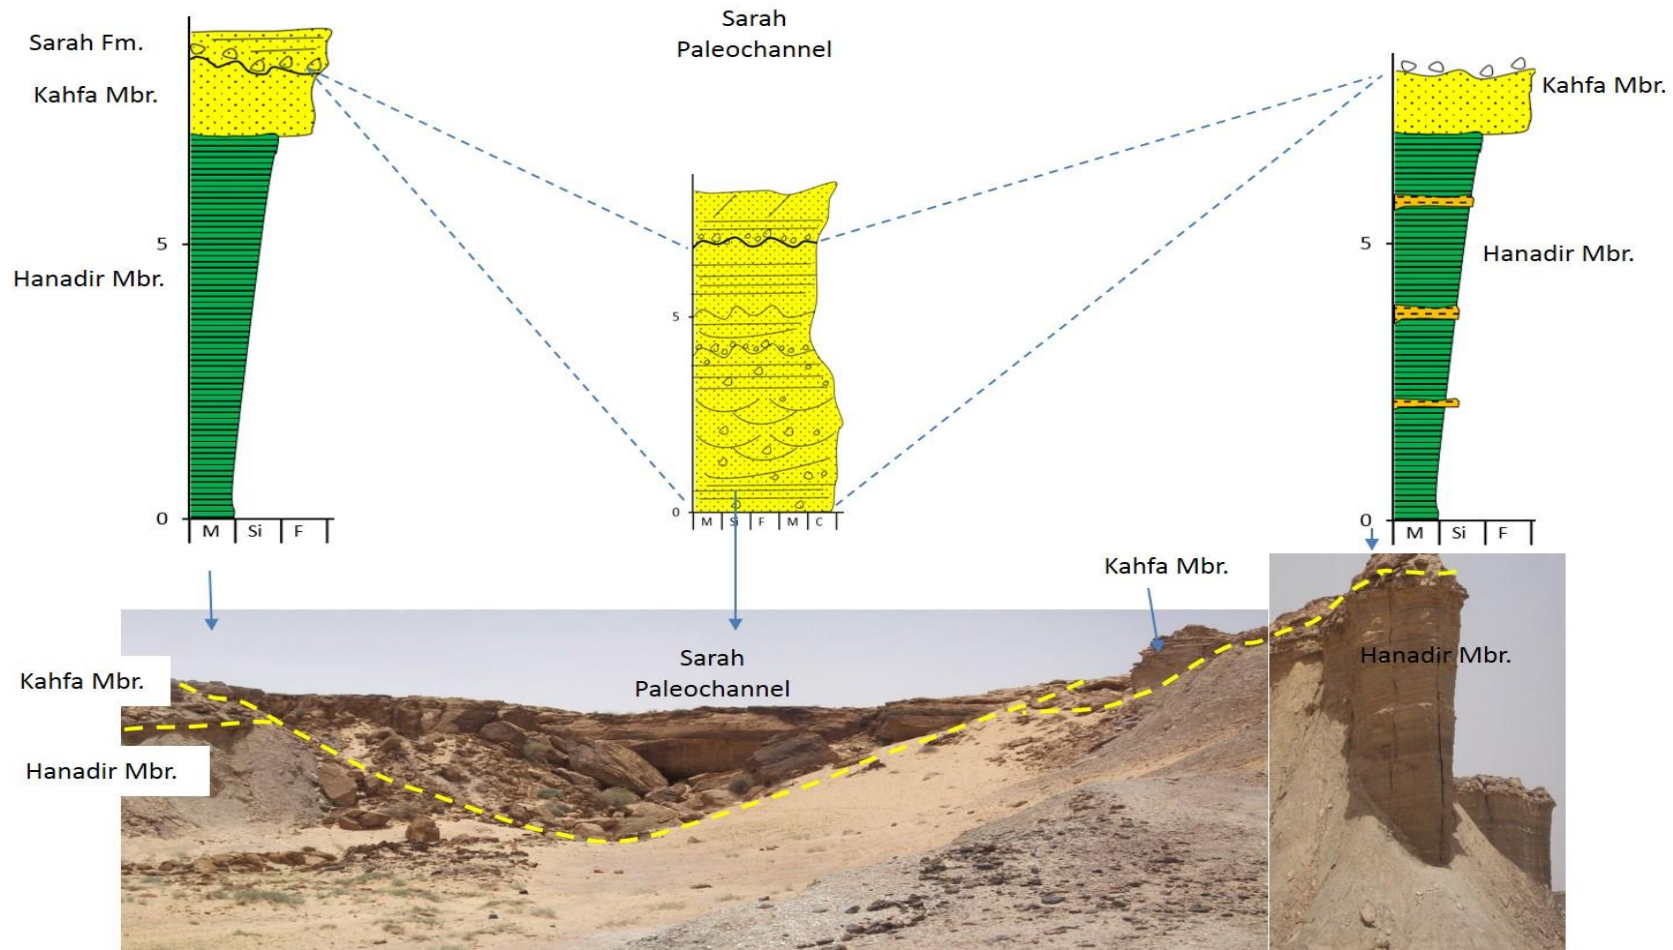 Sarah
Paleochannel
Sarah Fm.
Kahfa Mbr.
5
Hanadir Mbr.
0
M Si F
5
0
M Si F M C
Kahfa Mbr.
5
Hanadir Mbr.
0
M Si F
Kahfa Mbr.
Sarah
Paleochannel
Hanadir Mbr.
Kahfa Mbr.
Hanadir Mbr.